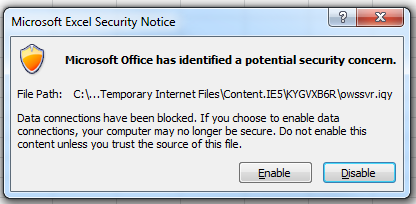 Microsoft Excel Security Notice
Microsoft Office has identified a potential security concern.
File Path: C:\...Temporary Internet Files\Content.IE5\KYGVXB6R\owssvr.iqy
Data connections have been blocked. If you choose to enable data
connections, your computer may no longer be secure. Do not enable this
content unless you trust the source of this file.
Enable Disable